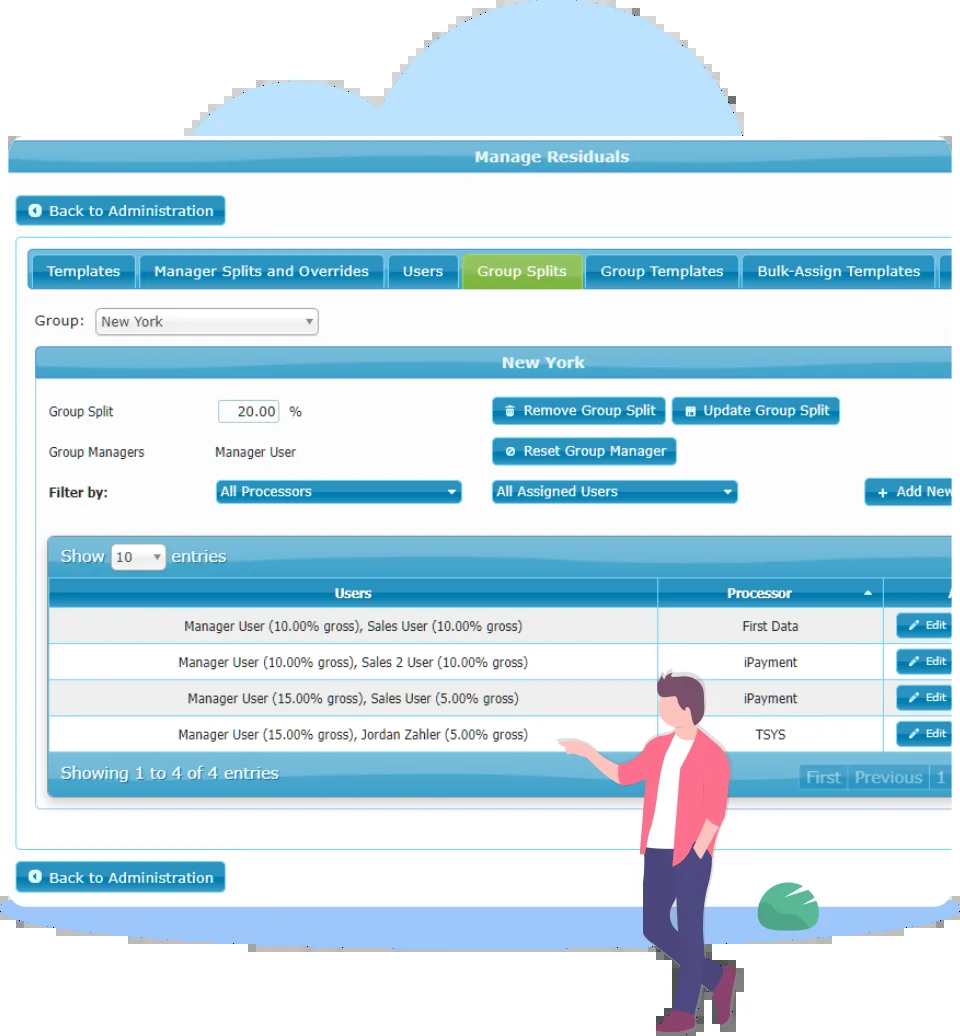 Manage Residuals
Back to Administration
Templates Manager Splits and Overrides Users Group Splits Group Templates Bulk-Assign Templates
Group: New York
New York
Group Split 20.00 % Remove Group Split Update Group Split
Group Managers Manager User Reset Group Manager
Filter by: All Processors All Assigned Users + Add New
Show 10 entries
Users Processor
Manager User (10.00% gross), Sales User (10.00% gross) First Data Edit
Manager User (10.00% gross), Sales 2 User (10.00% gross) iPayment Edit
Manager User (15.00% gross), Sales User (5.00% gross) iPayment Edit
Manager User (15.00% gross), Jordan Zahler (5.00% gross) TSYS Edit
Showing 1 to 4 of 4 entries First Previous 1
Back to Administration